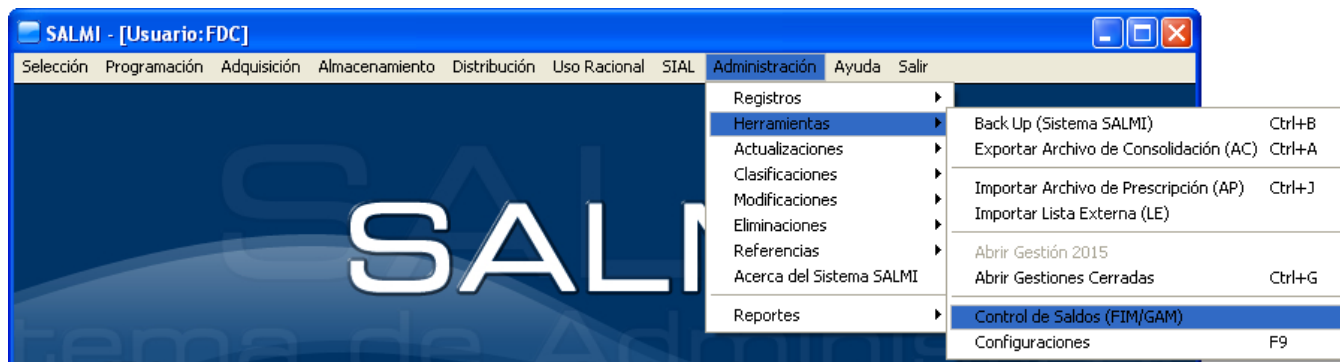 SALMI - [Usuario:FDC]
Selección Programación Adquisición Almacenamiento Distribución Uso Racional SIAL Administración Ayuda Salir
Registros
Herramientas
Actualizaciones
Clasificaciones
Modificaciones
Eliminaciones
Referencias
Acerca del Sistema SALMI
Reportes
Back Up (Sistema SALMI) Ctrl+B
Exportar Archivo de Consolidación (AC) Ctrl+A
Importar Archivo de Prescripción (AP) Ctrl+J
Importar Lista Externa (LE)
Abrir Gestión 2015
Abrir Gestiones Cerradas Ctrl+G
Control de Saldos (FIM/GAM)
Configuraciones F9
SALM